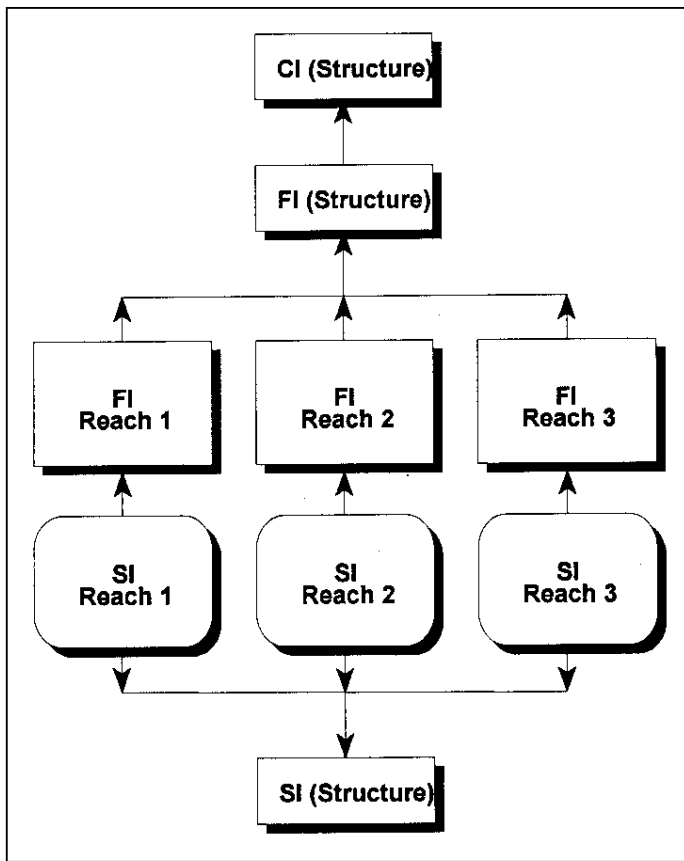 CI (Structure)
FI (Structure)
FI
Reach 1
FI
Reach 2
FI
Reach 3
SI
Reach 1
SI
Reach 2
SI
Reach 3
SI (Structure)